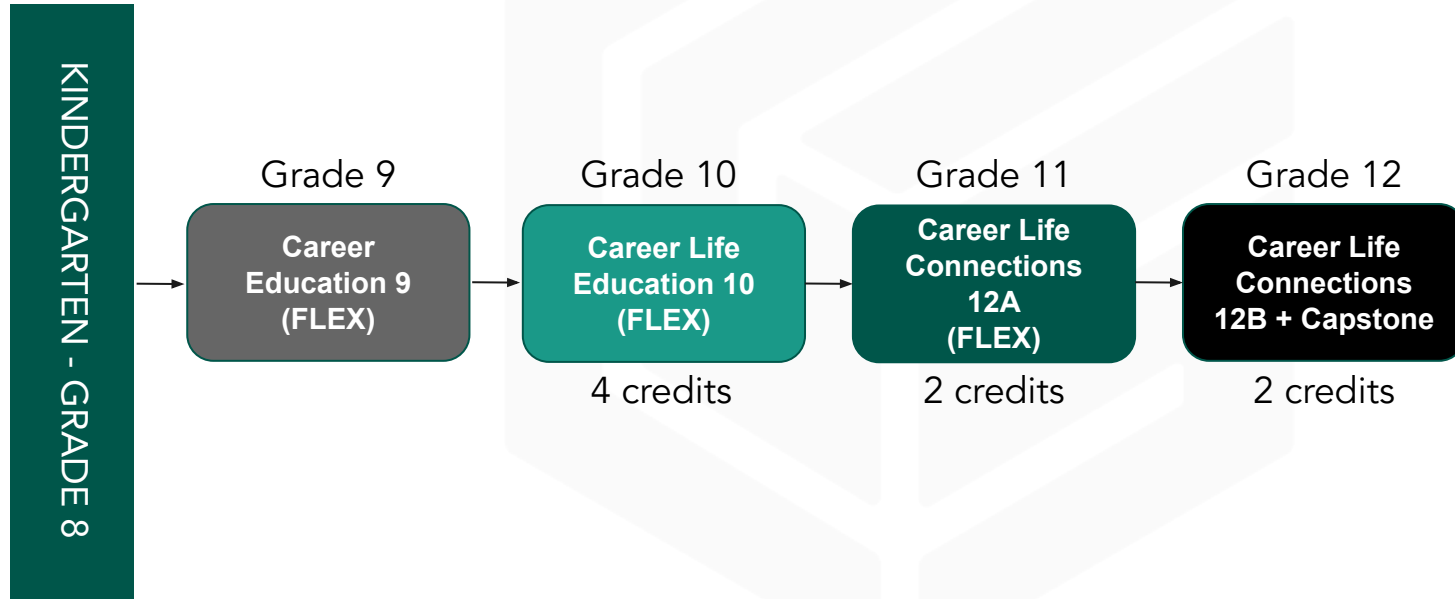 KINDERGARTEN - GRADE 8
Grade 9
Career
Education 9
(FLEX)
Grade 10
Career Life
Education 10
(FLEX)
4 credits
Grade 11
Career Life
Connections
12A
(FLEX)
2 credits
Grade 12
Career Life
Connections
12B + Capstone
2 credits